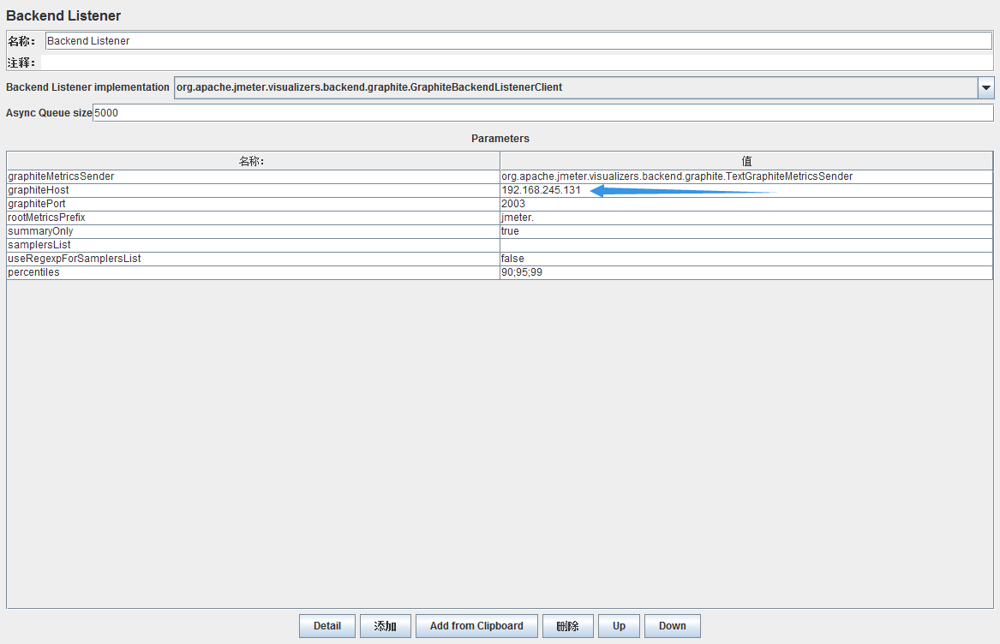 Backend Listener
名称： Backend Listener
注释：
Backend Listener implementation org.apache.jmeter.visualizers.backend.graphite.GraphiteBackendListenerClient
Async Queue size 5000
Parameters
名称： 值
graphiteMetricsSender org.apache.jmeter.visualizers.backend.graphite.TextGraphiteMetricsSender
graphiteHost 192.168.245.131
graphitePort 2003
rootMetricsPrefix jmeter.
summaryOnly true
samplersList
useRegexpForSamplersList false
percentiles 90;95;99
Detail 添加 Add from Clipboard 删除 Up Down